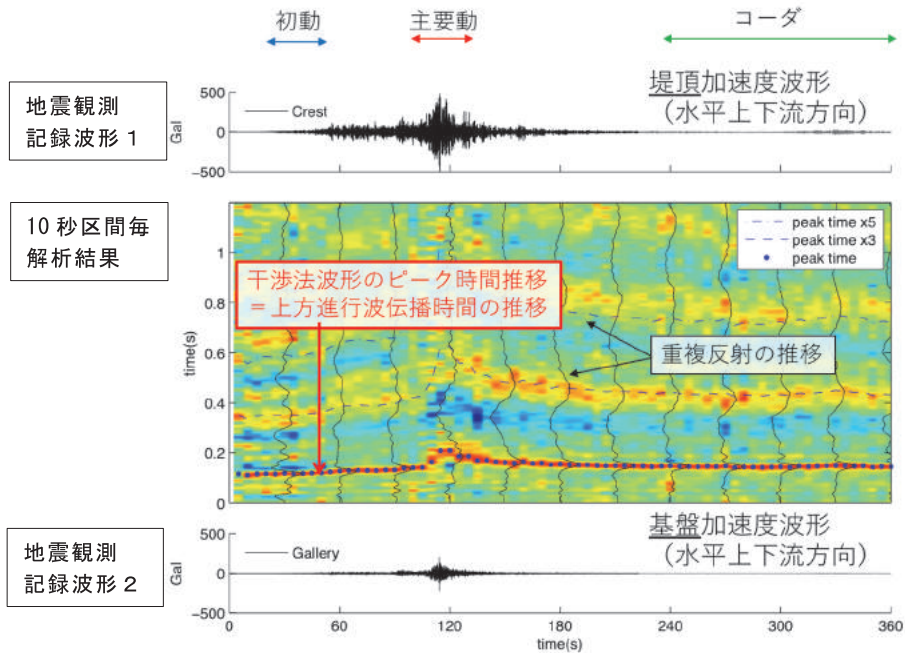 初動
主要動
コーダ
地震観測
記録波形1
500
0
−500
Gal
Crest
堤頂加速度波形
（水平上下流方向）
10秒区間毎
解析結果
1
0.8
0.6
0.4
0.2
0
time(s)
干渉法波形のピーク時間推移
＝上方進行波伝播時間の推移
peak time x5
peak time x3
peak time
重複反射の推移
地震観測
記録波形2
500
0
−500
Gal
Gallery
基盤加速度波形
（水平上下流方向）
0
60
120
180
240
300
360
time(s)